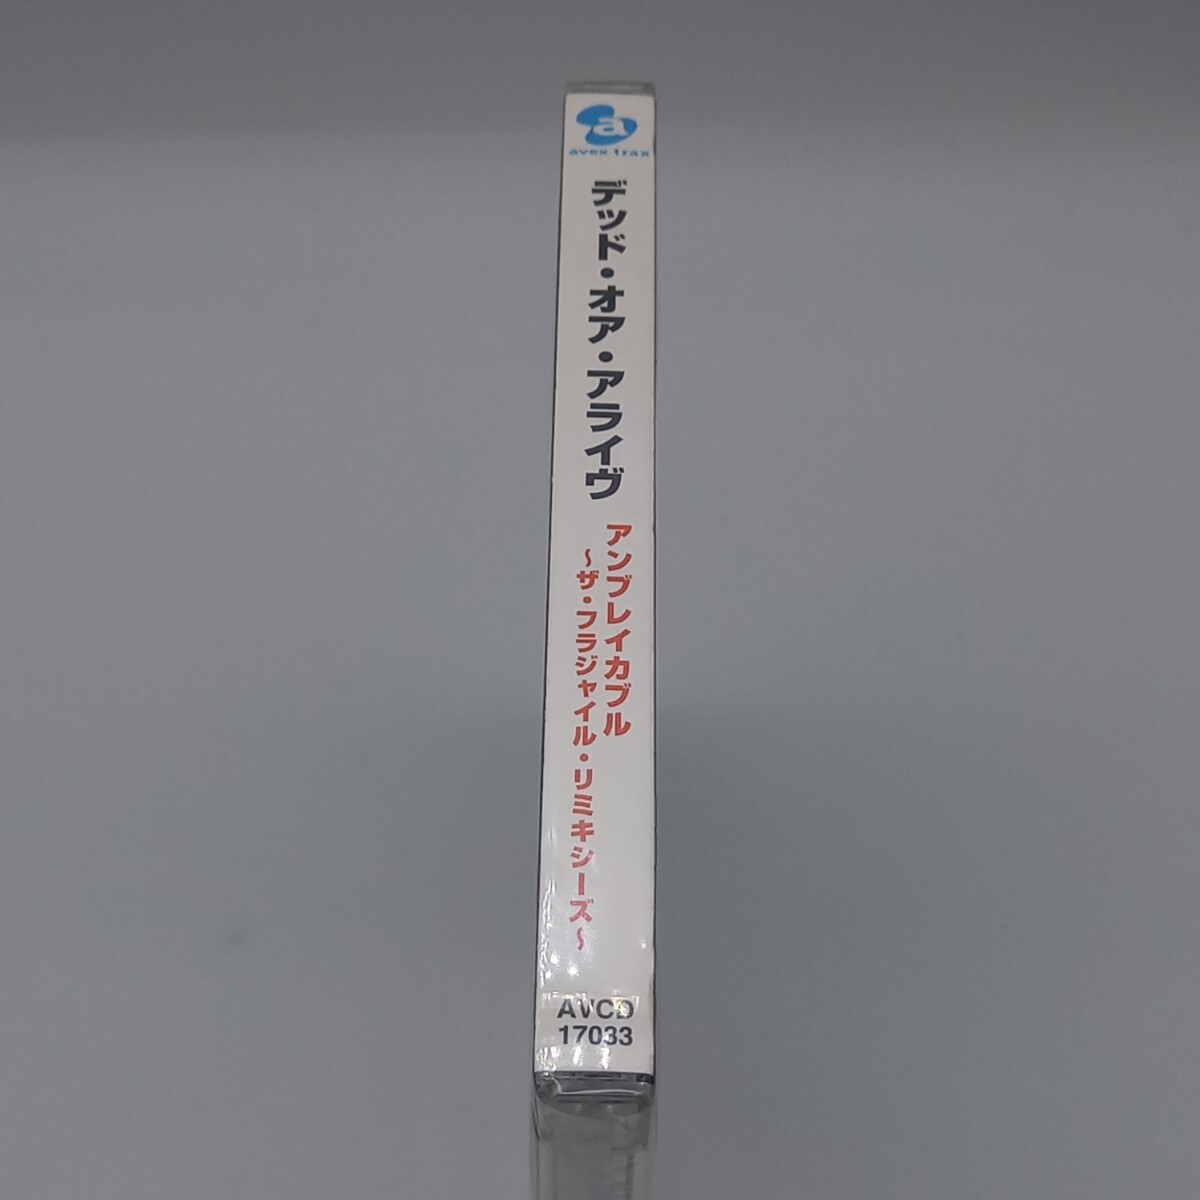 a
avex trax
デッド・オア・アライヴ
アンブレイカブル
～ザ・フラジャイル・リミキシーズ～
AVCD
17033